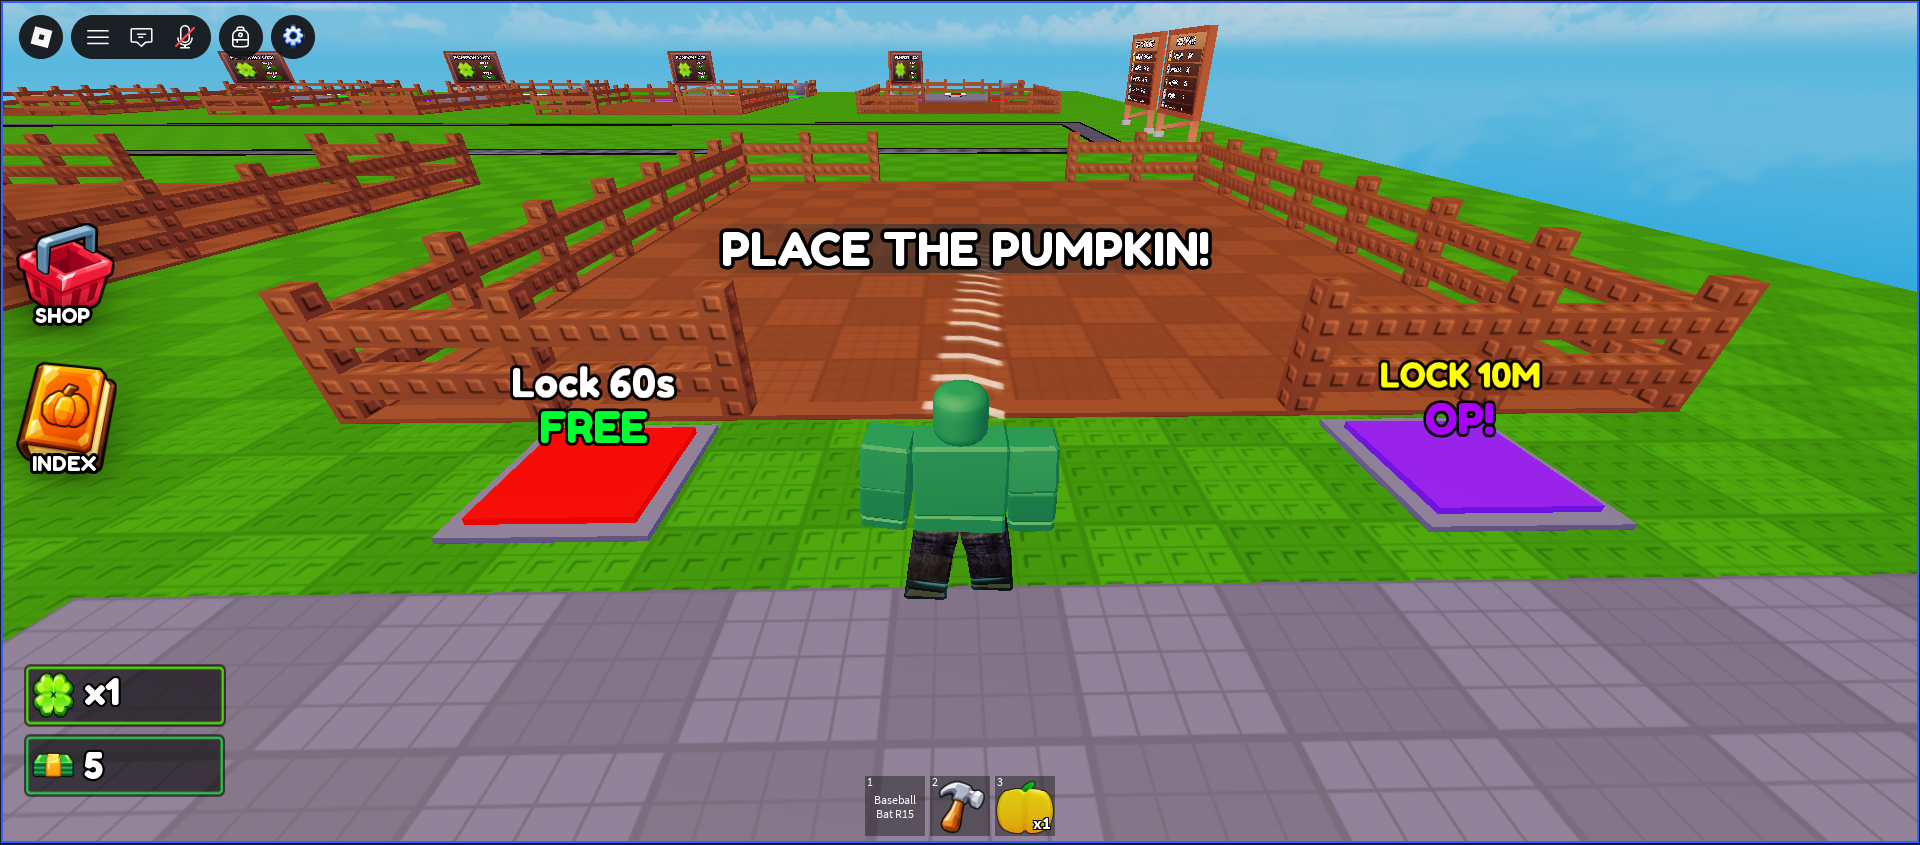 PLACE THE PUMPKIN!
SHOP
Lock 60s
FREE
LOCK 10M
OP!
INDEX
x1
5
1
Baseball
Bat R15
2
3
x1